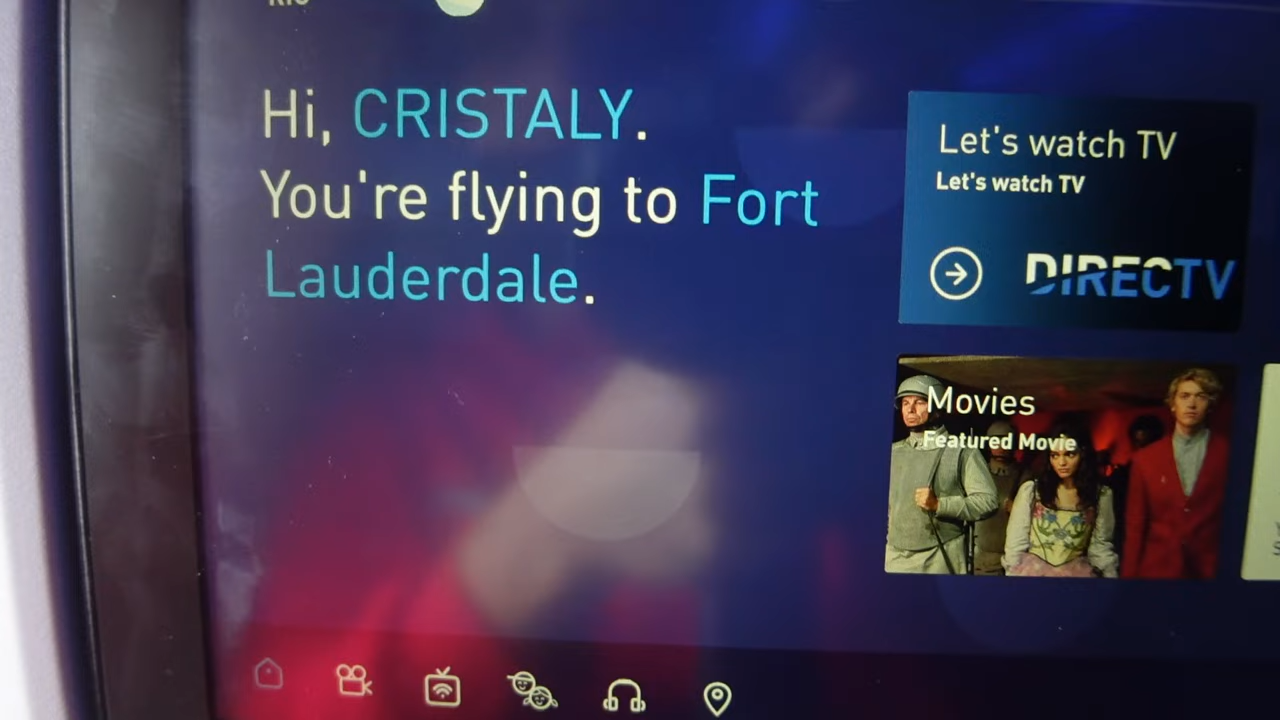 Hi, CRISTALY.
You're flying to Fort
Lauderdale.
Let's watch TV
Let's watch TV
DIRECTV
Movies
Featured Movie